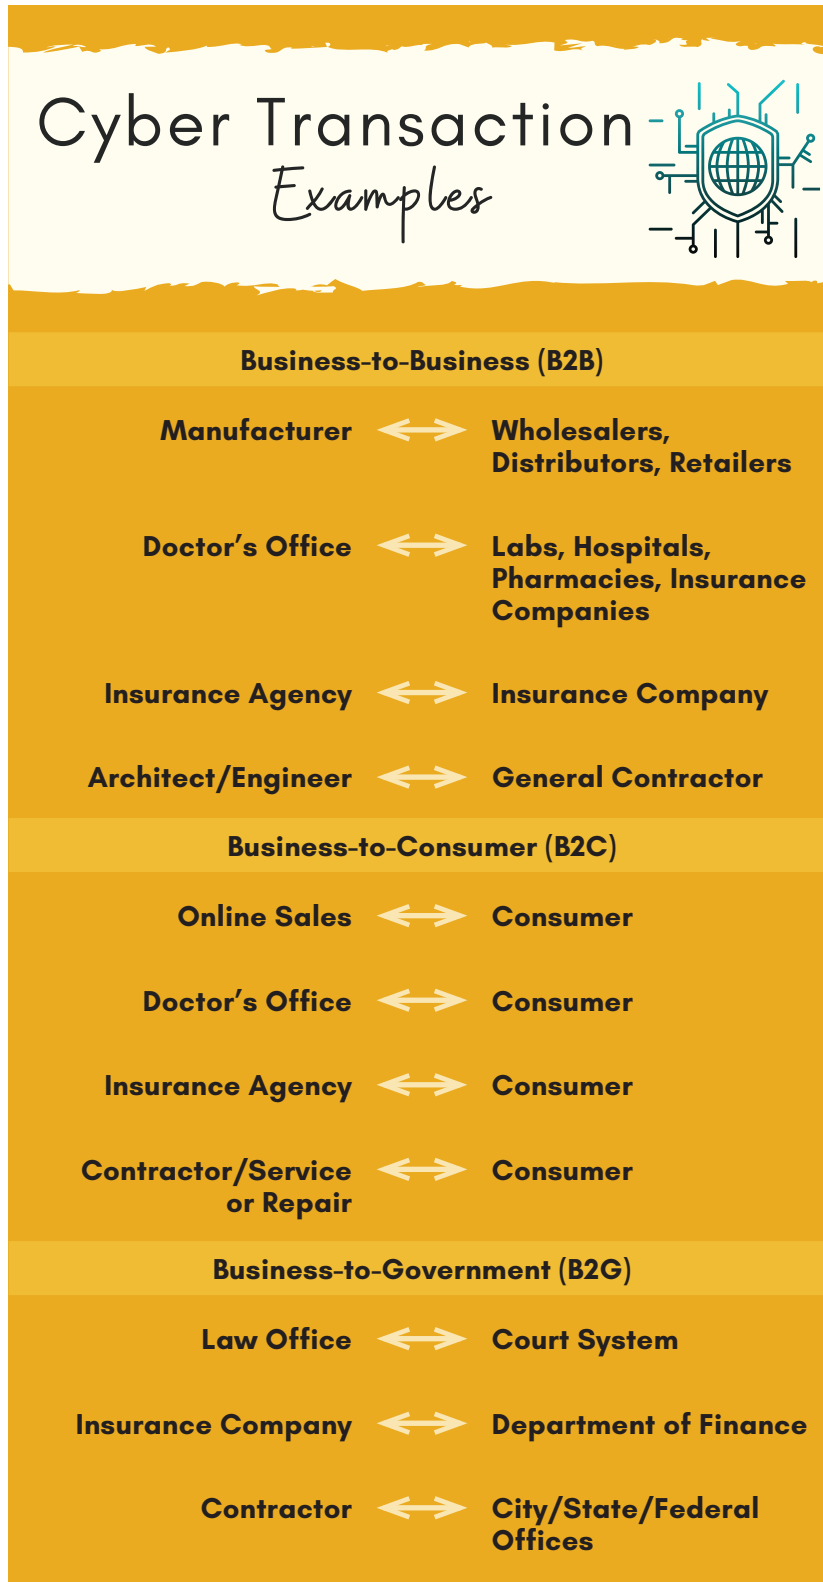 Cyber Transaction
Examples
Business-to-Business (B2B)
Manufacturer
Wholesalers,
Distributors, Retailers
Doctor’s Office
Labs, Hospitals,
Pharmacies, Insurance
Companies
Insurance Agency
Insurance Company
Architect/Engineer
General Contractor
Business-to-Consumer (B2C)
Online Sales
Consumer
Doctor’s Office
Consumer
Insurance Agency
Consumer
Contractor/Service
or Repair
Consumer
Business-to-Government (B2G)
Law Office
Court System
Insurance Company
Department of Finance
Contractor
City/State/Federal
Offices